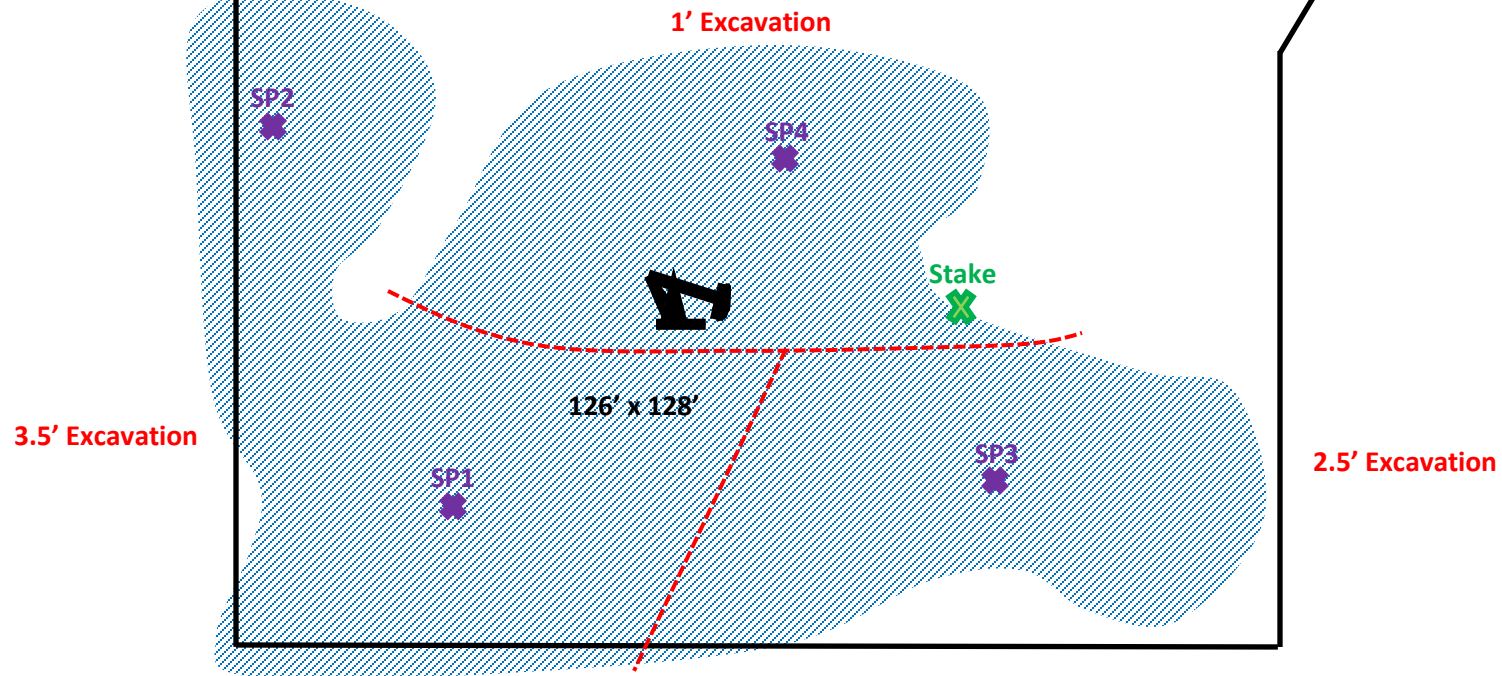 1’ Excavation
SP2
SP4
Stake
126’ x 128’
3.5’ Excavation
SP3
2.5’ Excavation
SP1